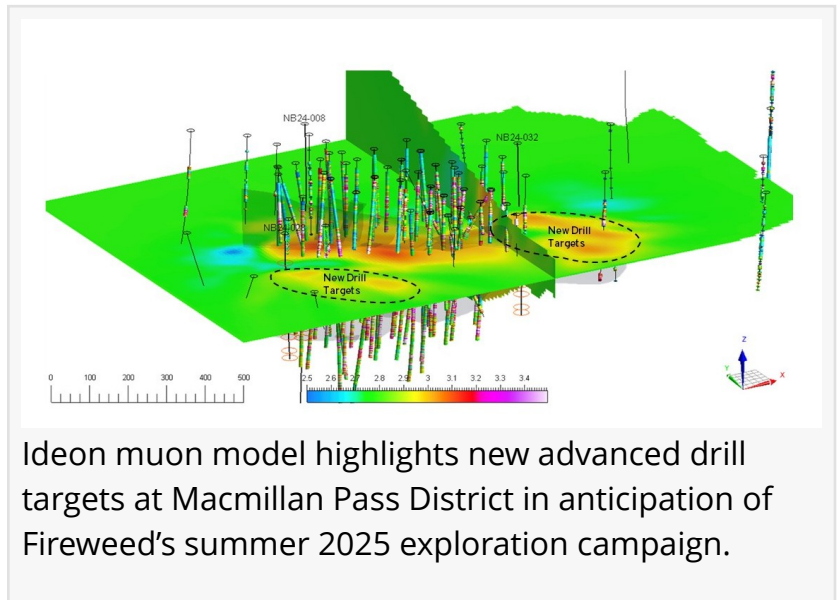 NB24-008
NB24-032
New Drill
Targets
New Drill
Targets
Z
Y
X
0 100 200 300 400 500
2.5 2.6 2.7 2.8 2.9 3 3.1 3.2 3.3 3.4
Ideon muon model highlights new advanced drill
targets at Macmillan Pass District in anticipation of
Fireweed’s summer 2025 exploration campaign.